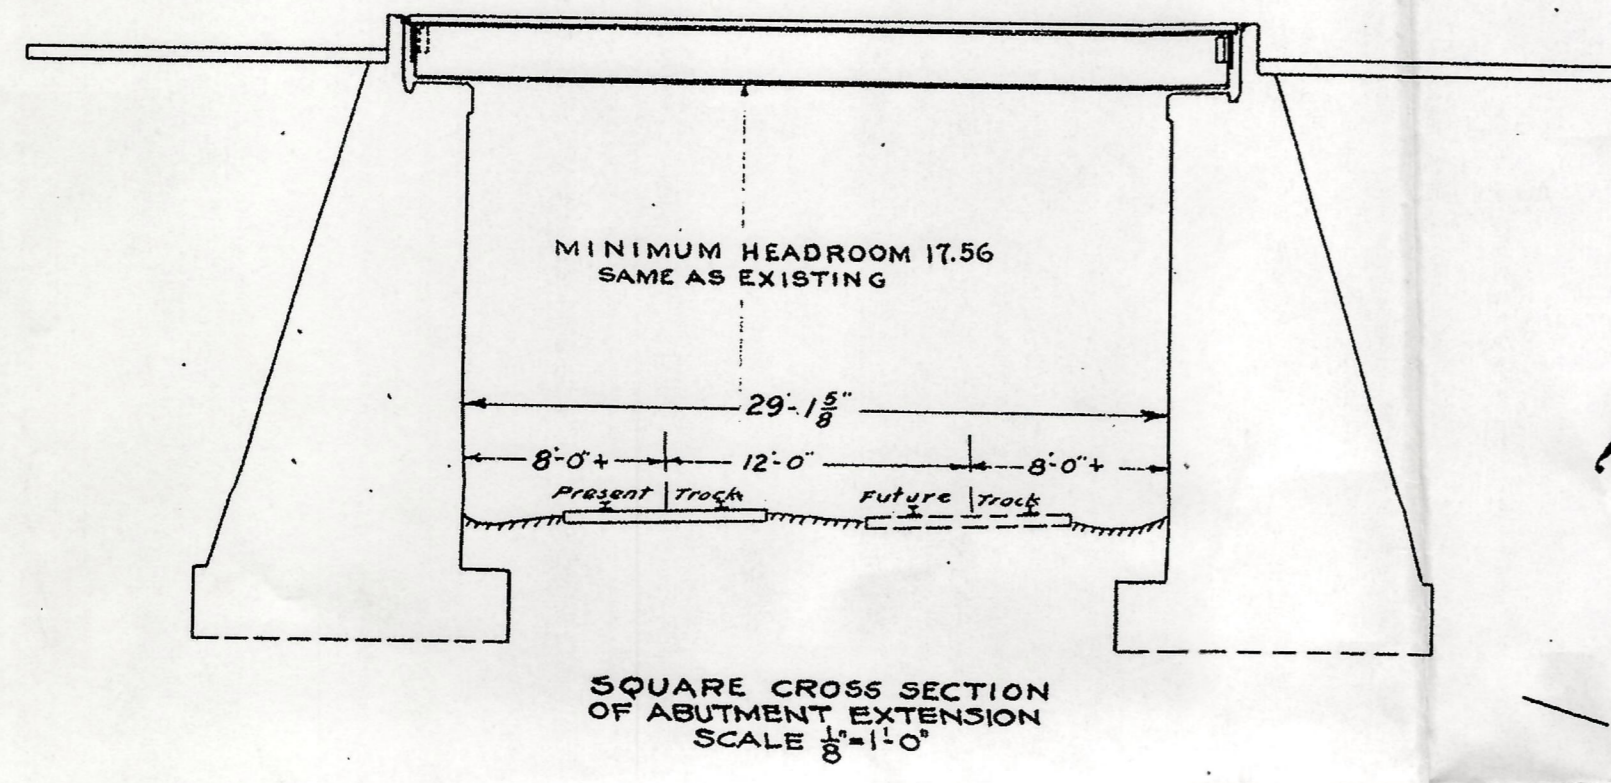 MINIMUM HEADROOM 17.56
SAME AS EXISTING
29'-1 5/8"
8'-0"+ 12'-0" 8'-0"+
Present Track Future Track
SQUARE CROSS SECTION
OF ABUTMENT EXTENSION
SCALE 1/8"=1'-0"